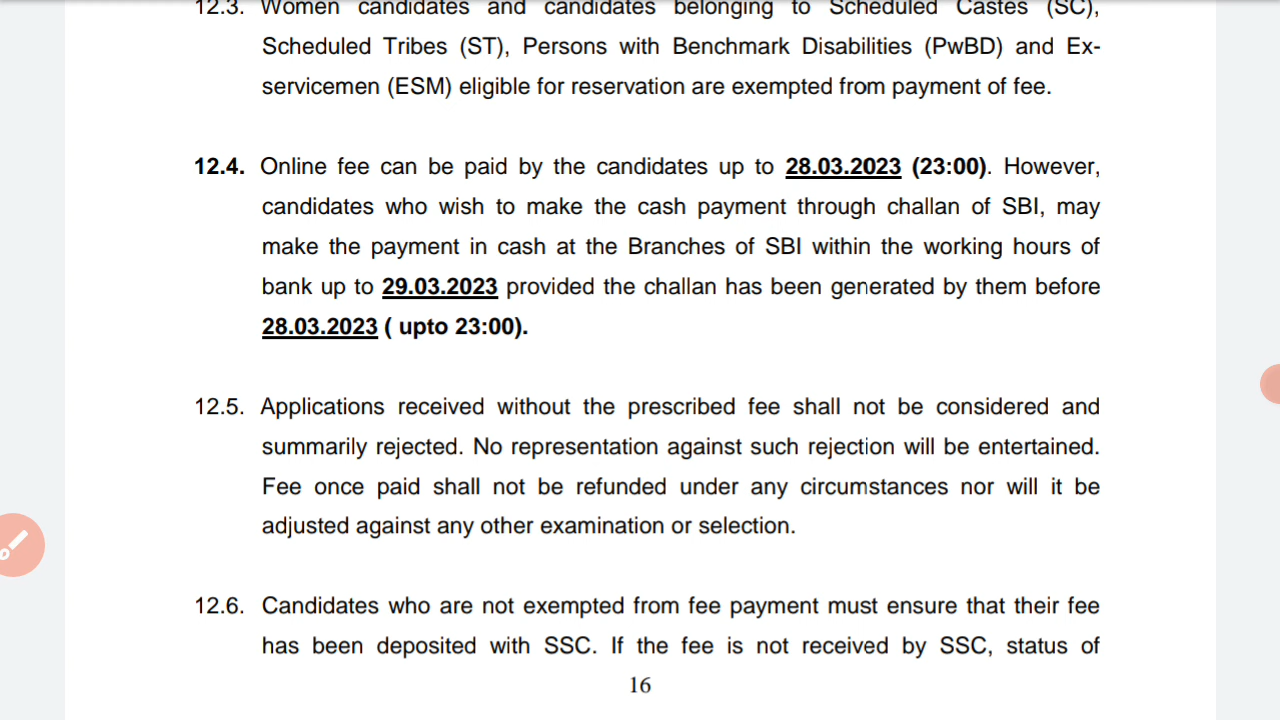 12.3. Women candidates and candidates belonging to Scheduled Castes (SC),
Scheduled Tribes (ST), Persons with Benchmark Disabilities (PwBD) and Ex-
servicemen (ESM) eligible for reservation are exempted from payment of fee.
12.4. Online fee can be paid by the candidates up to 28.03.2023 (23:00). However,
candidates who wish to make the cash payment through challan of SBI, may
make the payment in cash at the Branches of SBI within the working hours of
bank up to 29.03.2023 provided the challan has been generated by them before
28.03.2023 ( upto 23:00).
12.5. Applications received without the prescribed fee shall not be considered and
summarily rejected. No representation against such rejection will be entertained.
Fee once paid shall not be refunded under any circumstances nor will it be
adjusted against any other examination or selection.
12.6. Candidates who are not exempted from fee payment must ensure that their fee
has been deposited with SSC. If the fee is not received by SSC, status of
16